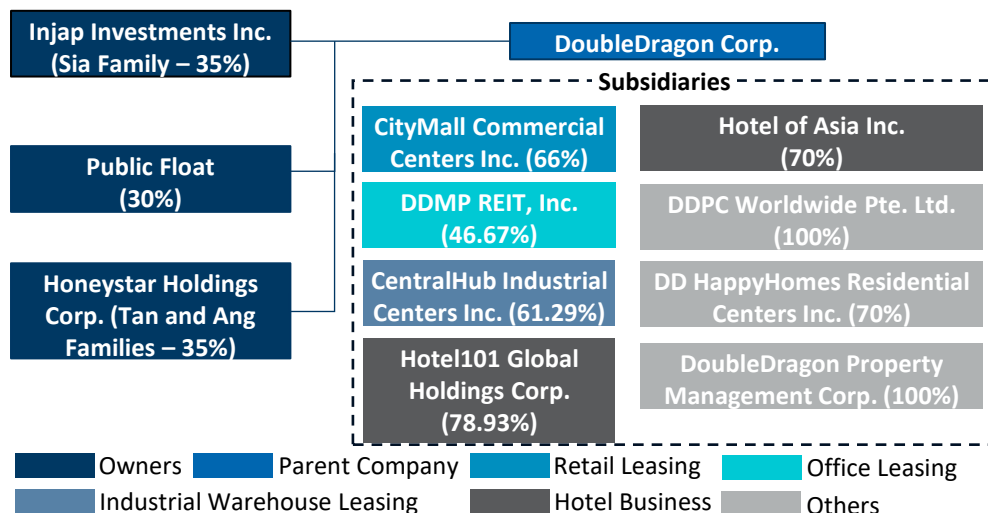 Injap Investments Inc.
(Sia Family – 35%)
DoubleDragon Corp.
Subsidiaries
Public Float
(30%)
Honeystar Holdings
Corp. (Tan and Ang
Families – 35%)
CityMall Commercial
Centers Inc. (66%)
Hotel of Asia Inc.
(70%)
DDMP REIT, Inc.
(46.67%)
DDPC Worldwide Pte. Ltd.
(100%)
CentralHub Industrial
Centers Inc. (61.29%)
DD HappyHomes Residential
Centers Inc. (70%)
Hotel101 Global
Holdings Corp.
(78.93%)
DoubleDragon Property
Management Corp. (100%)
Owners
Parent Company
Retail Leasing
Office Leasing
Industrial Warehouse Leasing
Hotel Business
Others